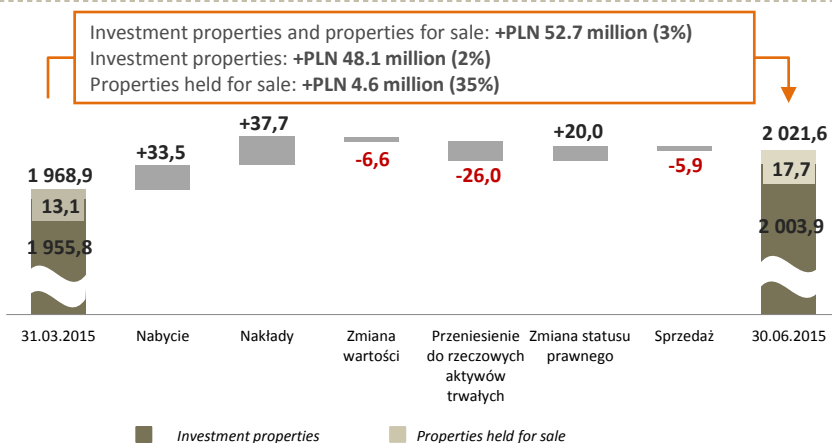 Investment properties and properties for sale: +PLN 52.7 million (3%)
Investment properties: +PLN 48.1 million (2%)
Properties held for sale: +PLN 4.6 million (35%)
1 968,9
13,1
1 955,8
+33,5
+37,7
-6,6
-26,0
+20,0
-5,9
2 021,6
17,7
2 003,9
31.03.2015
Nabycie
Nakłady
Zmiana
wartości
Przeniesienie
do rzeczowych
aktywów
trwałych
Zmiana statusu
prawnego
Sprzedaż
30.06.2015
Investment properties
Properties held for sale